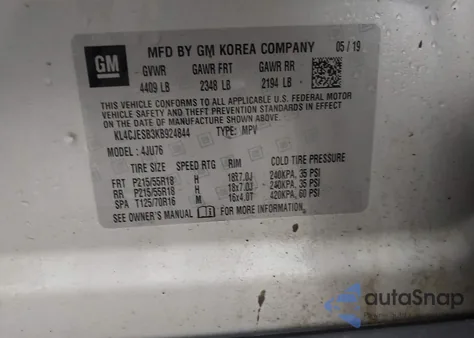 GM
MFD BY GM KOREA COMPANY 05/19
GVWR GAWR FRT GAWR RR
4409 LB 2348 LB 2194 LB
THIS VEHICLE CONFORMS TO ALL APPLICABLE U.S. FEDERAL MOTOR
VEHICLE SAFETY AND THEFT PREVENTION STANDARDS IN EFFECT
ON THE DATE OF MANUFACTURE SHOWN ABOVE.
KL4CJESB3KB924844 TYPE: MPV
MODEL: 4JU76
TIRE SIZE SPEED RTG RIM COLD TIRE PRESSURE
FRT P215/55R18 H 18X7.0J 240KPA, 35 PSI
RR P215/55R18 H 18x7.0J 240KPA, 35 PSI
SPA T125/70R16 M 16x4.0T 420KPA, 60 PSI
SEE OWNER'S MANUAL FOR MORE INFORMATION.
autoSnap